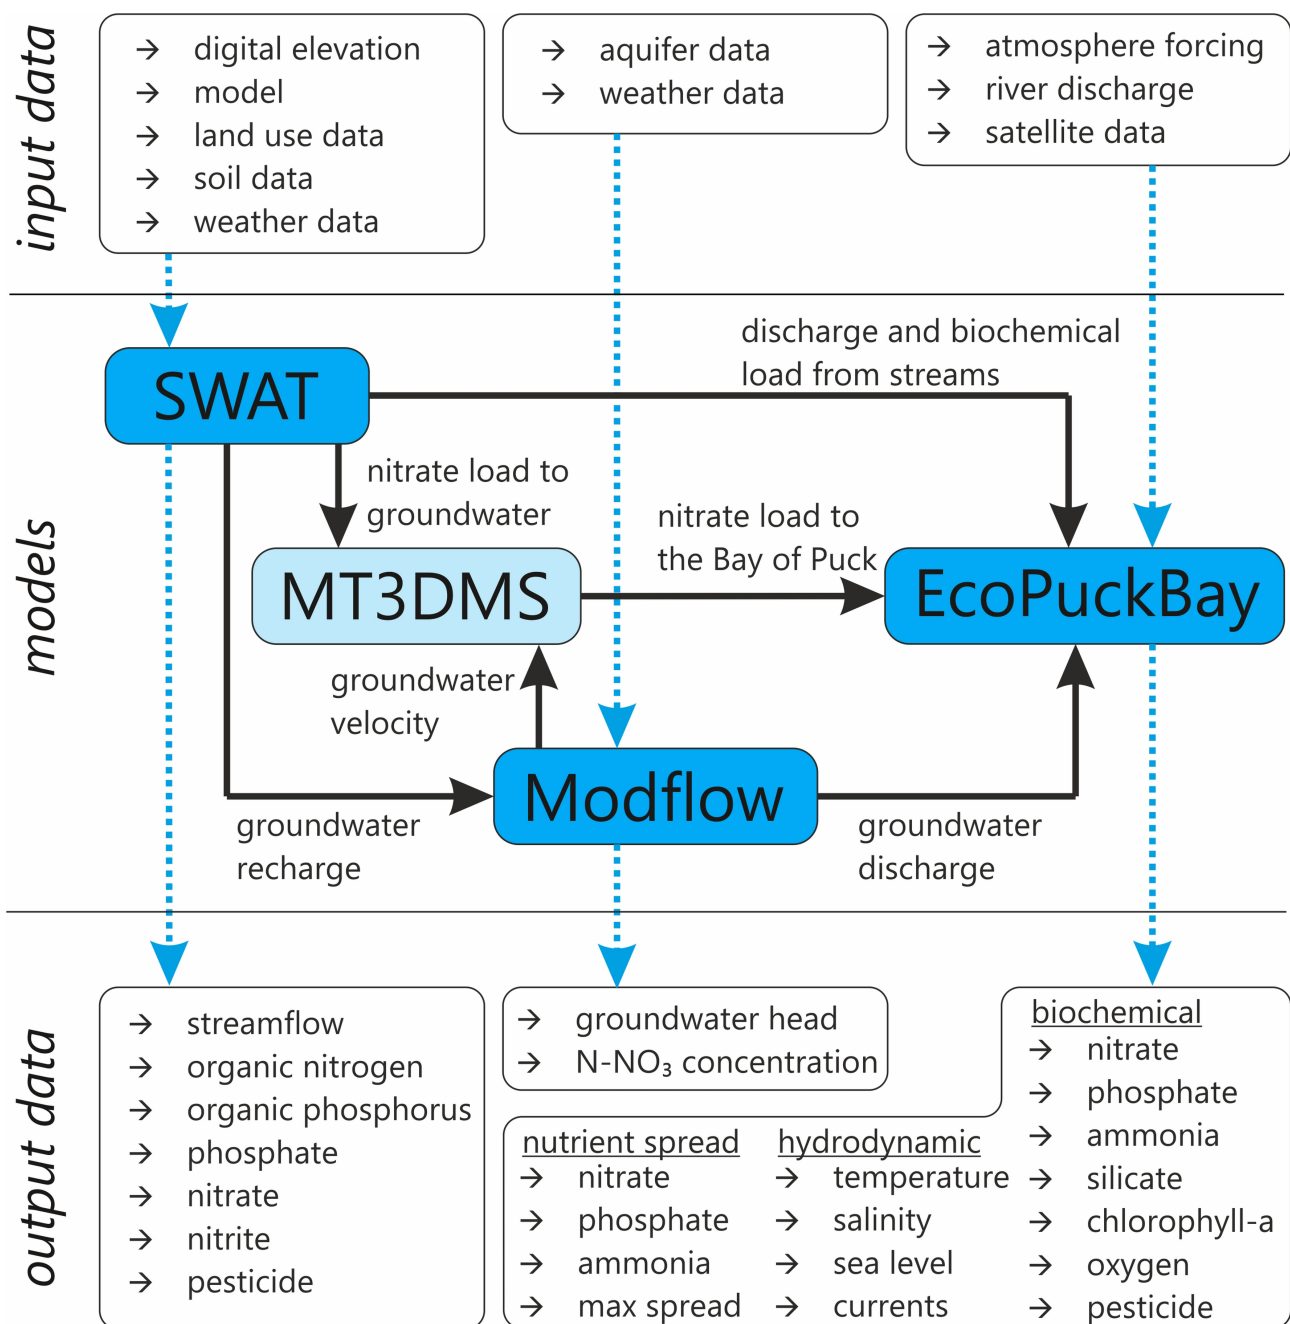 input data
→ digital elevation
→ model
→ land use data
→ soil data
→ weather data
→ aquifer data
→ weather data
→ atmosphere forcing
→ river discharge
→ satellite data
models
SWAT
discharge and biochemical
load from streams
nitrate load to
groundwater
nitrate load to
the Bay of Puck
MT3DMS
EcoPuckBay
groundwater
velocity
Modflow
groundwater
recharge
groundwater
discharge
output data
→ streamflow
→ organic nitrogen
→ organic phosphorus
→ phosphate
→ nitrate
→ nitrite
→ pesticide
→ groundwater head
→ N-NO₃ concentration
nutrient spread
→ nitrate
→ phosphate
→ ammonia
→ max spread
hydrodynamic
→ temperature
→ salinity
→ sea level
→ currents
biochemical
→ nitrate
→ phosphate
→ ammonia
→ silicate
→ chlorophyll-a
→ oxygen
→ pesticide